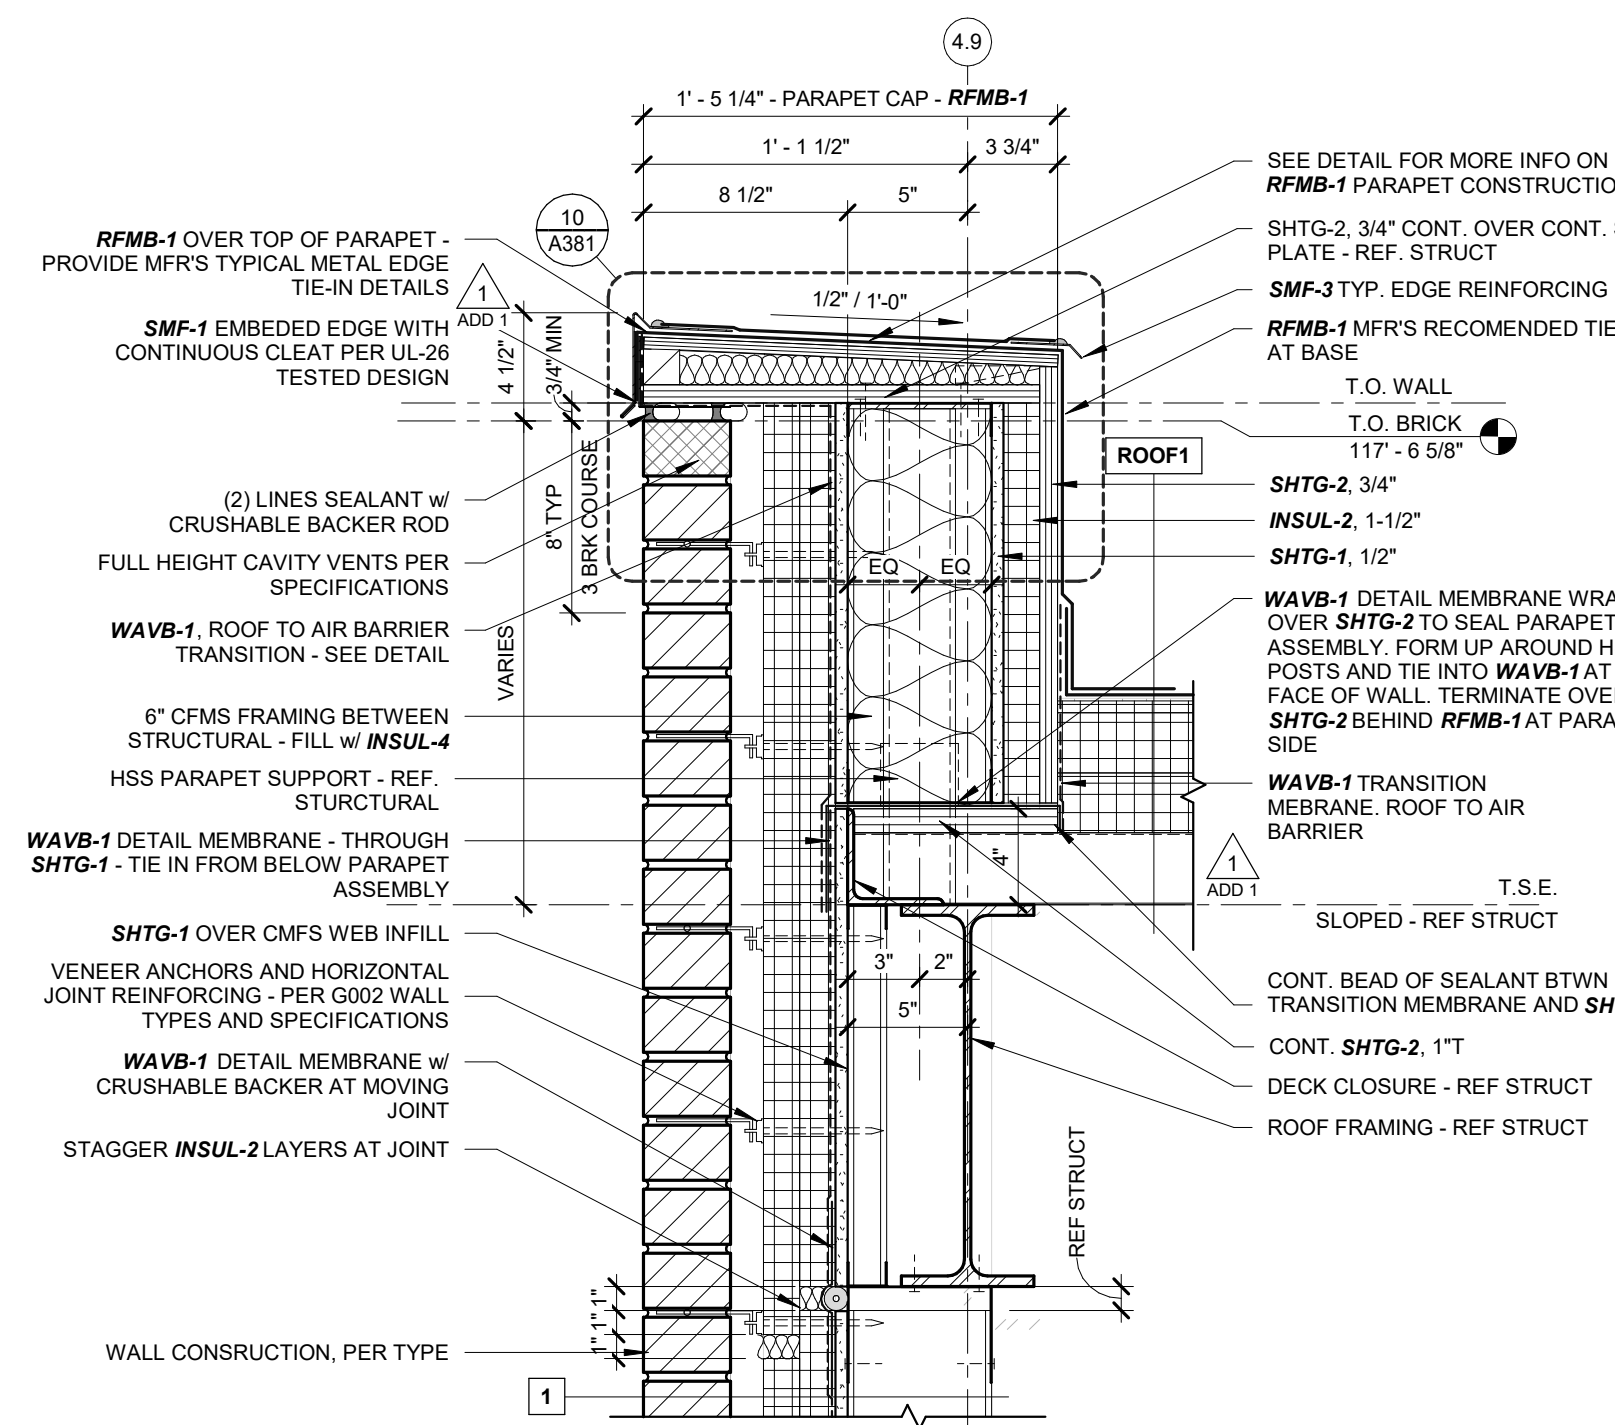 4.9
1' - 5 1/4" - PARAPET CAP - RFMB-1
1' - 1 1/2"
3 3/4"
8 1/2"
5"
10
A381
1/2" / 1'-0"
RFMB-1 OVER TOP OF PARAPET -
PROVIDE MFR'S TYPICAL METAL EDGE
TIE-IN DETAILS
1
ADD 1
SMF-1 EMBEDED EDGE WITH
CONTINUOUS CLEAT PER UL-26
TESTED DESIGN
4 1/2"
3/4" MIN
(2) LINES SEALANT w/
CRUSHABLE BACKER ROD
8" TYP
3 BRK COURSE
FULL HEIGHT CAVITY VENTS PER
SPECIFICATIONS
WAVB-1, ROOF TO AIR BARRIER
TRANSITION - SEE DETAIL
VARIES
6" CFMS FRAMING BETWEEN
STRUCTURAL - FILL w/ INSUL-4
HSS PARAPET SUPPORT - REF.
STURCTURAL
WAVB-1 DETAIL MEMBRANE - THROUGH
SHTG-1 - TIE IN FROM BELOW PARAPET
ASSEMBLY
SHTG-1 OVER CMFS WEB INFILL
VENEER ANCHORS AND HORIZONTAL
JOINT REINFORCING - PER G002 WALL
TYPES AND SPECIFICATIONS
WAVB-1 DETAIL MEMBRANE w/
CRUSHABLE BACKER AT MOVING
JOINT
STAGGER INSUL-2 LAYERS AT JOINT
1" 1" 1"
WALL CONSRUCTION, PER TYPE
1
EQ
EQ
4"
3"
2"
5"
REF STRUCT
SEE DETAIL FOR MORE INFO ON
RFMB-1 PARAPET CONSTRUCTIO
SHTG-2, 3/4" CONT. OVER CONT.
PLATE - REF. STRUCT
SMF-3 TYP. EDGE REINFORCING
RFMB-1 MFR'S RECOMENDED TIE
AT BASE
T.O. WALL
T.O. BRICK
117' - 6 5/8"
ROOF1
SHTG-2, 3/4"
INSUL-2, 1-1/2"
SHTG-1, 1/2"
WAVB-1 DETAIL MEMBRANE WRA
OVER SHTG-2 TO SEAL PARAPET
ASSEMBLY. FORM UP AROUND H
POSTS AND TIE INTO WAVB-1 AT
FACE OF WALL. TERMINATE OVE
SHTG-2 BEHIND RFMB-1 AT PARA
SIDE
WAVB-1 TRANSITION
MEBRANE. ROOF TO AIR
BARRIER
1
ADD 1
T.S.E.
SLOPED - REF STRUCT
CONT. BEAD OF SEALANT BTWN
TRANSITION MEMBRANE AND SH
CONT. SHTG-2, 1"T
DECK CLOSURE - REF STRUCT
ROOF FRAMING - REF STRUCT